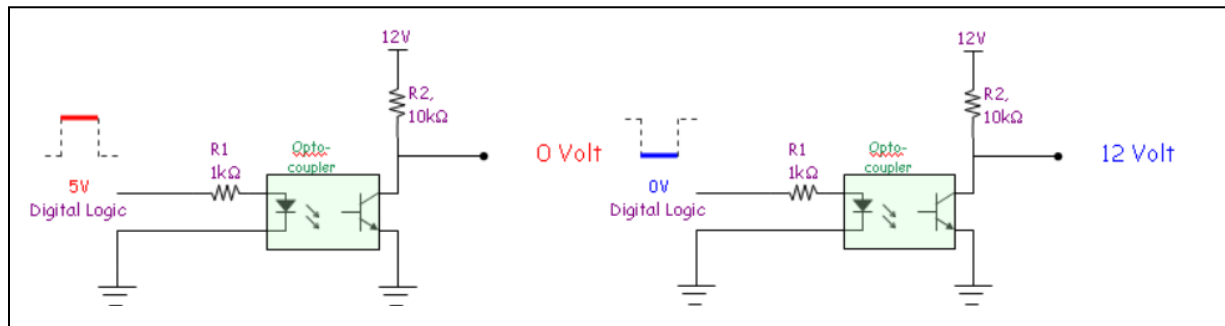 12V
R2,
10kΩ
R1
1kΩ
Opto-
coupler
0 Volt
5V
Digital Logic
12V
R2,
10kΩ
R1
1kΩ
Opto-
coupler
12 Volt
0V
Digital Logic